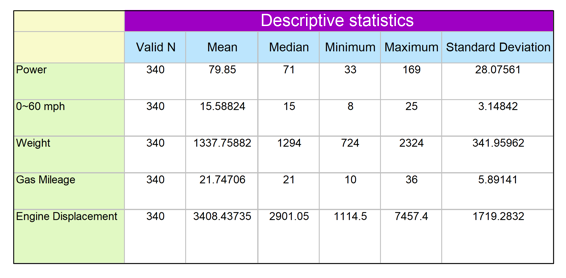 Descriptive statistics
Valid N Mean Median Minimum Maximum Standard Deviation
Power 340 79.85 71 33 169 28.07561
0~60 mph 340 15.58824 15 8 25 3.14842
Weight 340 1337.75882 1294 724 2324 341.95962
Gas Mileage 340 21.74706 21 10 36 5.89141
Engine Displacement 340 3408.43735 2901.05 1114.5 7457.4 1719.2832